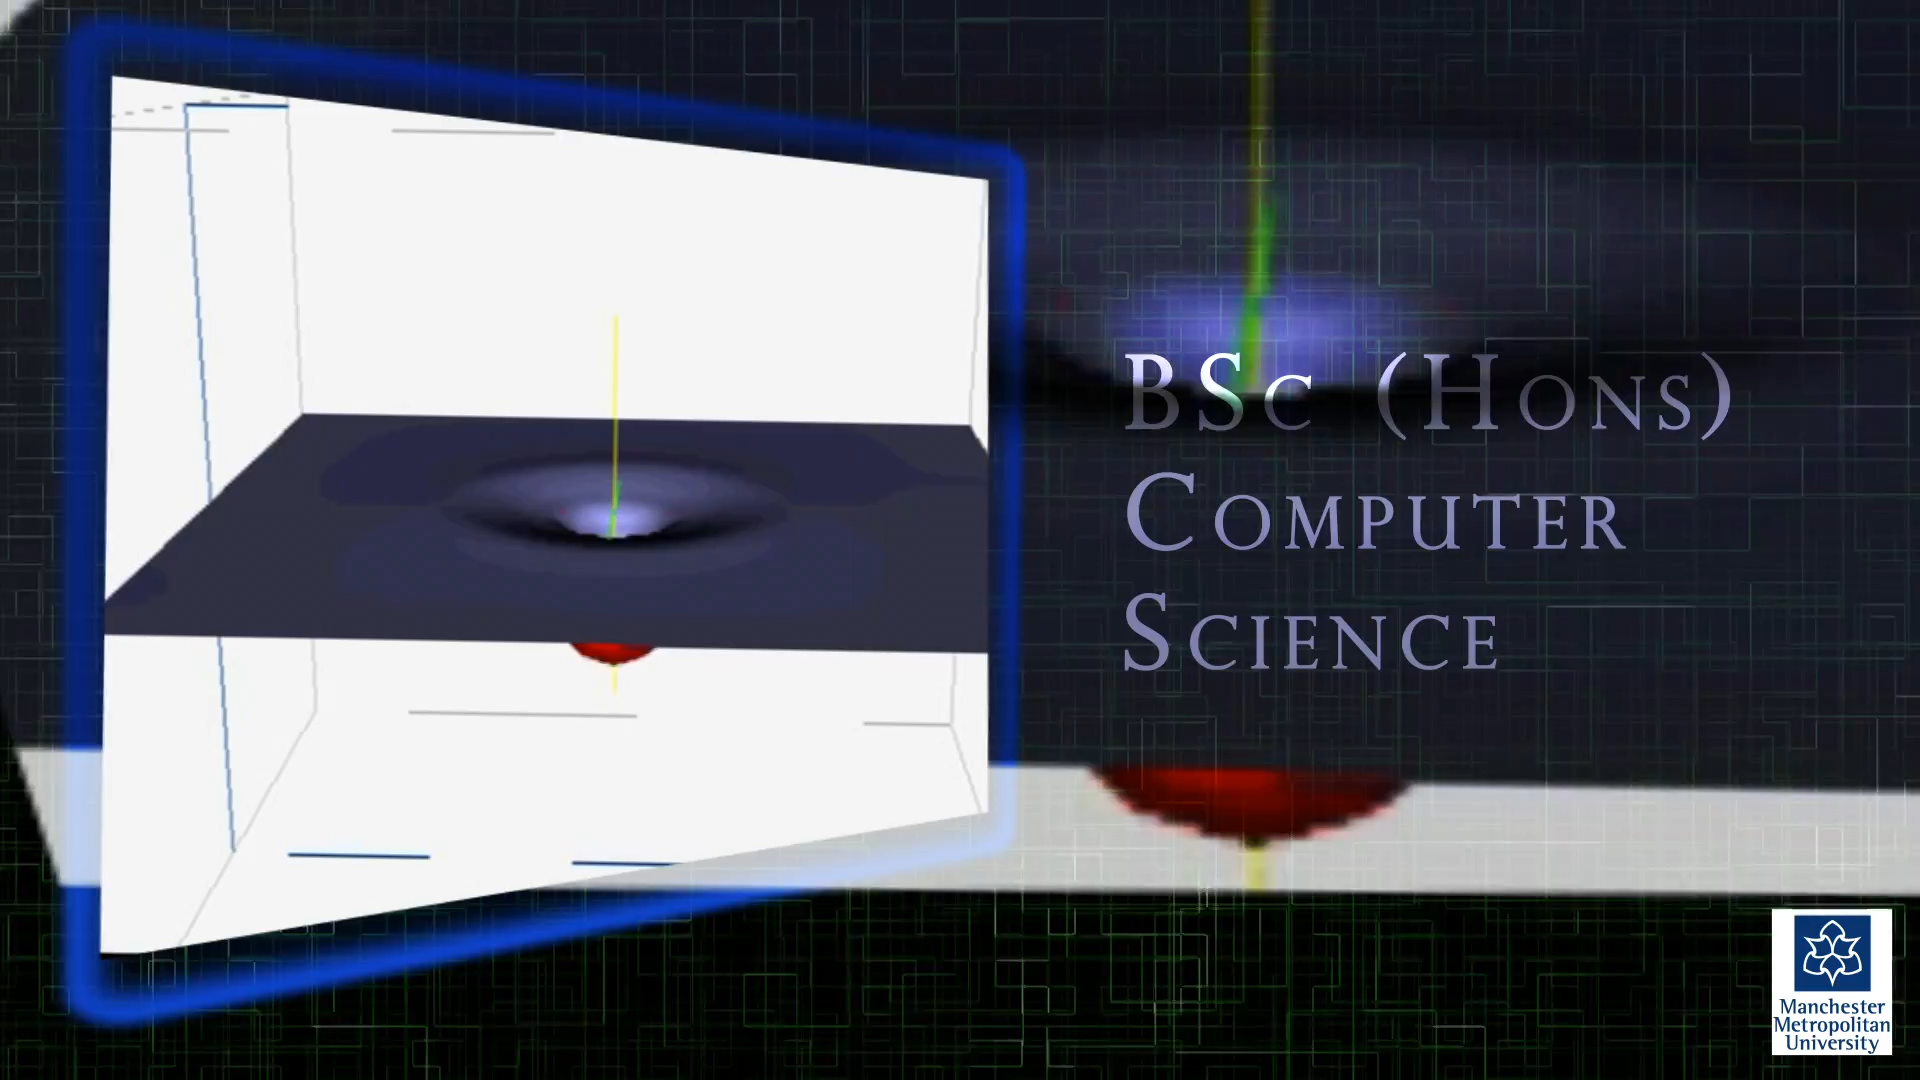 BSc (Hons)
Computer
Science
Manchester
Metropolitan
University